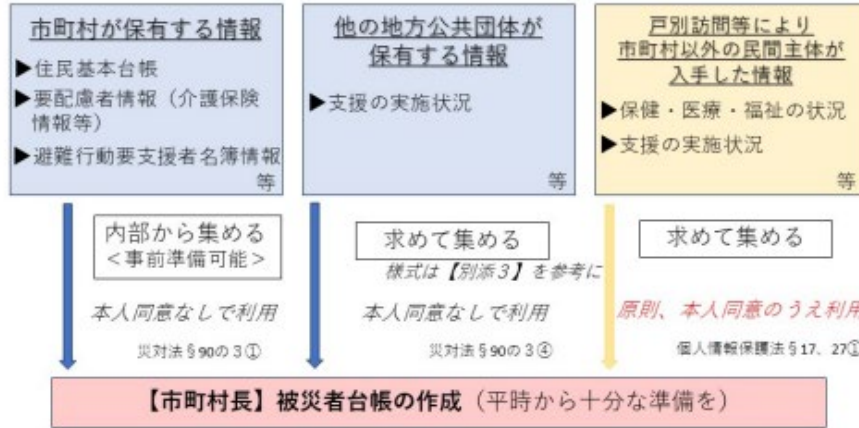 市町村が保有する情報
▶住民基本台帳
▶要配慮者情報（介護保険
情報等）
▶避難行動要支援者名簿情報
等
他の地方公共団体が
保有する情報
▶支援の実施状況
等
戸別訪問等により
市町村以外の民間主体が
入手した情報
▶保健・医療・福祉の状況
▶支援の実施状況
等
内部から集める
＜事前準備可能＞
本人同意なしで利用
災対法§90の3①
求めて集める
様式は【別添3】を参考に
本人同意なしで利用
災対法§90の3④
求めて集める
原則、本人同意のうえ利用
個人情報保護法§17、27①
【市町村長】被災者台帳の作成（平時から十分な準備を）